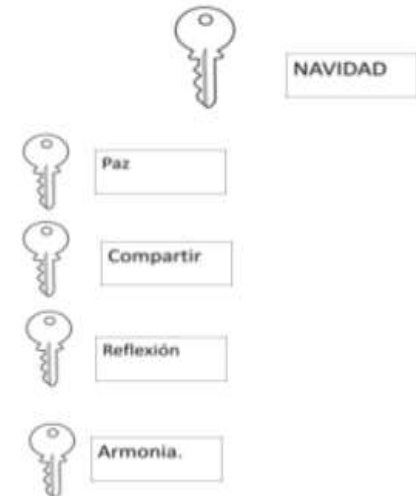 NAVIDAD
Paz
Compartir
Reflexión
Armonia.